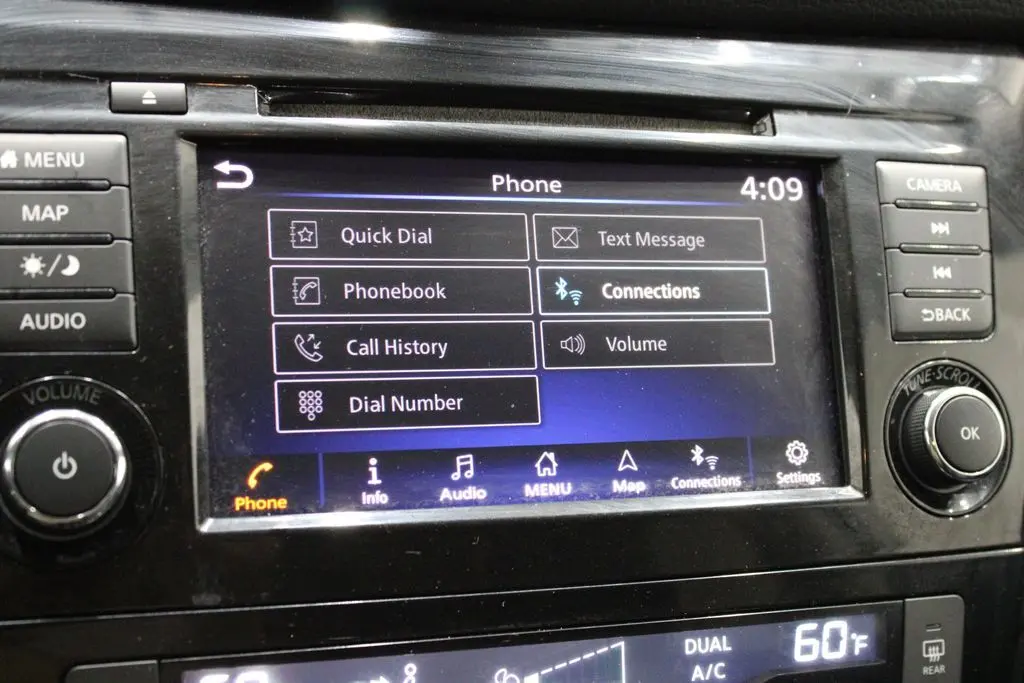 MENU
MAP
AUDIO
VOLUME
Phone
4:09
Quick Dial
Text Message
Phonebook
Connections
Call History
Volume
Dial Number
Phone
Info
Audio
MENU
Map
Connections
Settings
CAMERA
BACK
TUNE·SCROLL
OK
DUAL
A/C
60°F
REAR